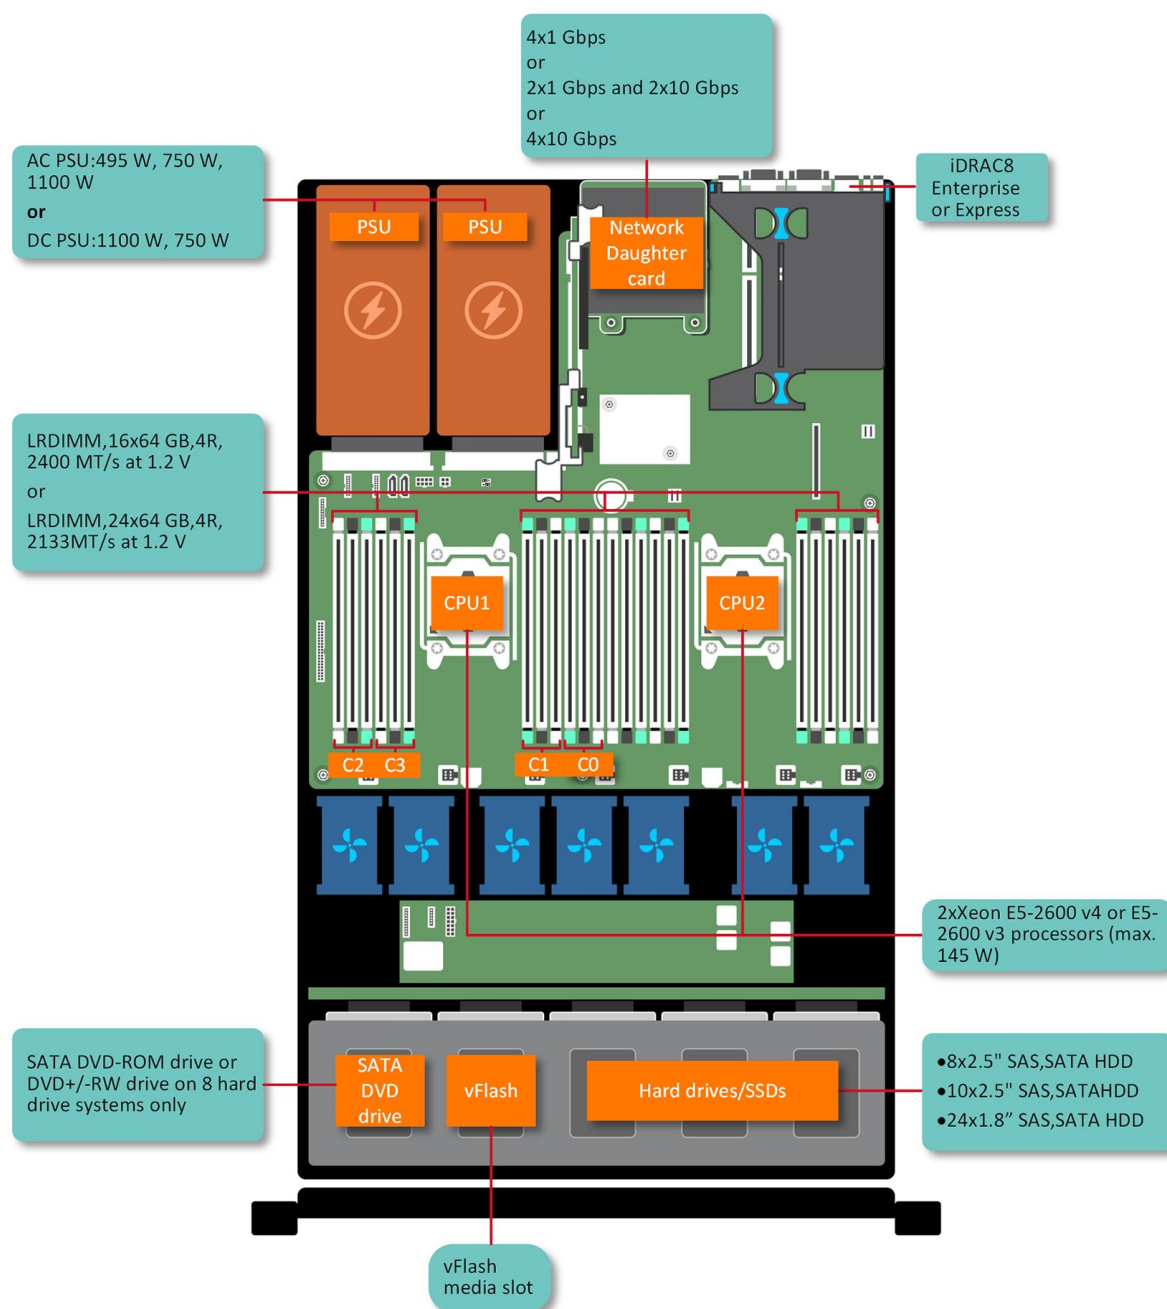 4x1 Gbps
or
2x1 Gbps and 2x10 Gbps
or
4x10 Gbps
AC PSU:495 W, 750 W,
1100 W
or
DC PSU:1100 W, 750 W
iDRAC8
Enterprise
or Express
PSU
PSU
Network
Daughter
card
LRDIMM,16x64 GB,4R,
2400 MT/s at 1.2 V
or
LRDIMM,24x64 GB,4R,
2133MT/s at 1.2 V
CPU1
CPU2
C2
C3
C1
C0
2xXeon E5-2600 v4 or E5-
2600 v3 processors (max.
145 W)
SATA DVD-ROM drive or
DVD+/-RW drive on 8 hard
drive systems only
SATA
DVD
drive
vFlash
Hard drives/SSDs
•8x2.5" SAS,SATA HDD
•10x2.5" SAS,SATAHDD
•24x1.8” SAS,SATA HDD
vFlash
media slot